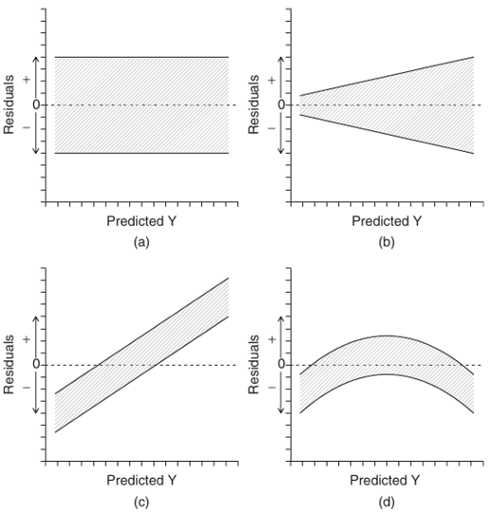 Residuals
+
0
–
Predicted Y
(a)
Residuals
+
0
–
Predicted Y
(b)
Residuals
+
0
–
Predicted Y
(c)
Residuals
+
0
–
Predicted Y
(d)